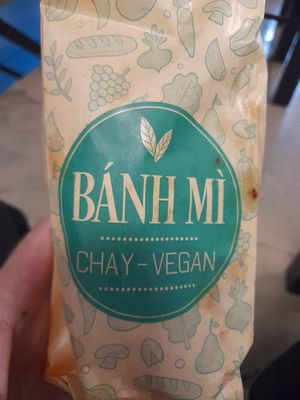 BÁNH MÌ
CHAY - VEGAN